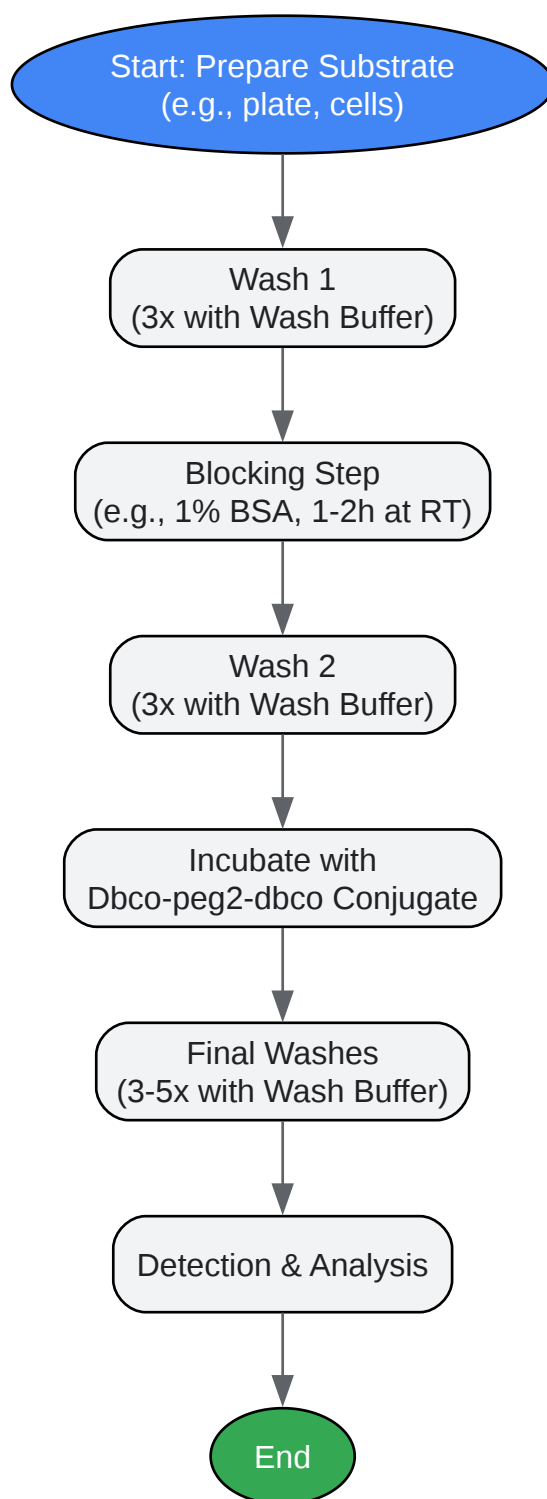 Start: Prepare Substrate
(e.g., plate, cells)
Wash 1
(3x with Wash Buffer)
Blocking Step
(e.g., 1% BSA, 1-2h at RT)
Wash 2
(3x with Wash Buffer)
Incubate with
Dbco-peg2-dbco Conjugate
Final Washes
(3-5x with Wash Buffer)
Detection & Analysis
End